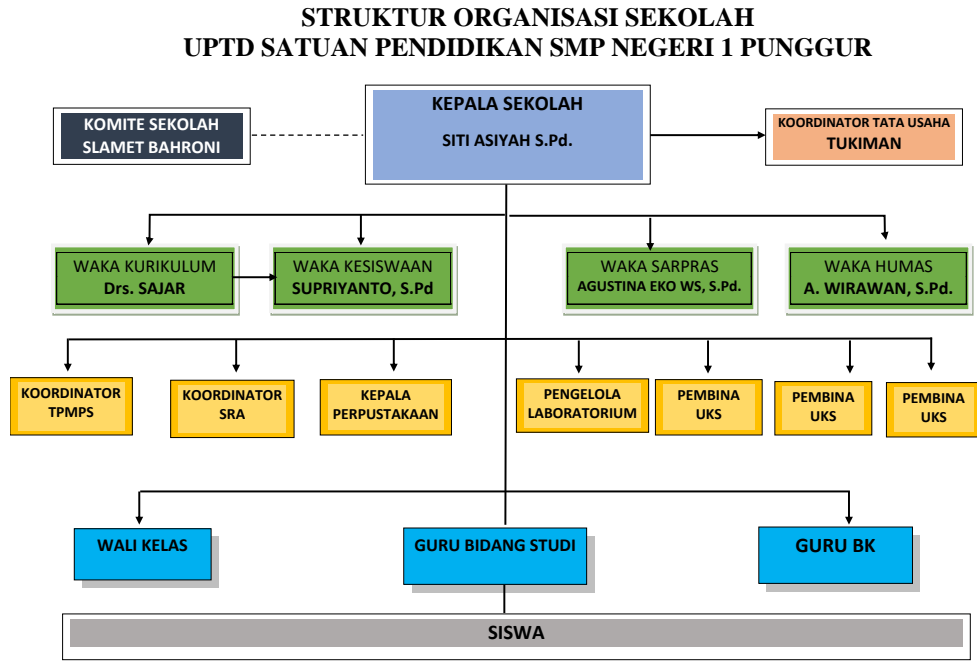 STRUKTUR ORGANISASI SEKOLAH
UPTD SATUAN PENDIDIKAN SMP NEGERI 1 PUNGGUR
KOMITE SEKOLAH
SLAMET BAHRONI
KEPALA SEKOLAH
SITI ASIYAH S.Pd.
KOORDINATOR TATA USAHA
TUKIMAN
WAKA KURIKULUM
Drs. SAJAR
WAKA KESISWAAN
SUPRIYANTO, S.Pd
WAKA SARPRAS
AGUSTINA EKO WS, S.Pd.
WAKA HUMAS
A. WIRAWAN, S.Pd.
KOORDINATOR
TPMPS
KOORDINATOR
SRA
KEPALA
PERPUSTAKAAN
PENGELOLA
LABORATORIUM
PEMBINA
UKS
PEMBINA
UKS
PEMBINA
UKS
WALI KELAS
GURU BIDANG STUDI
GURU BK
SISWA